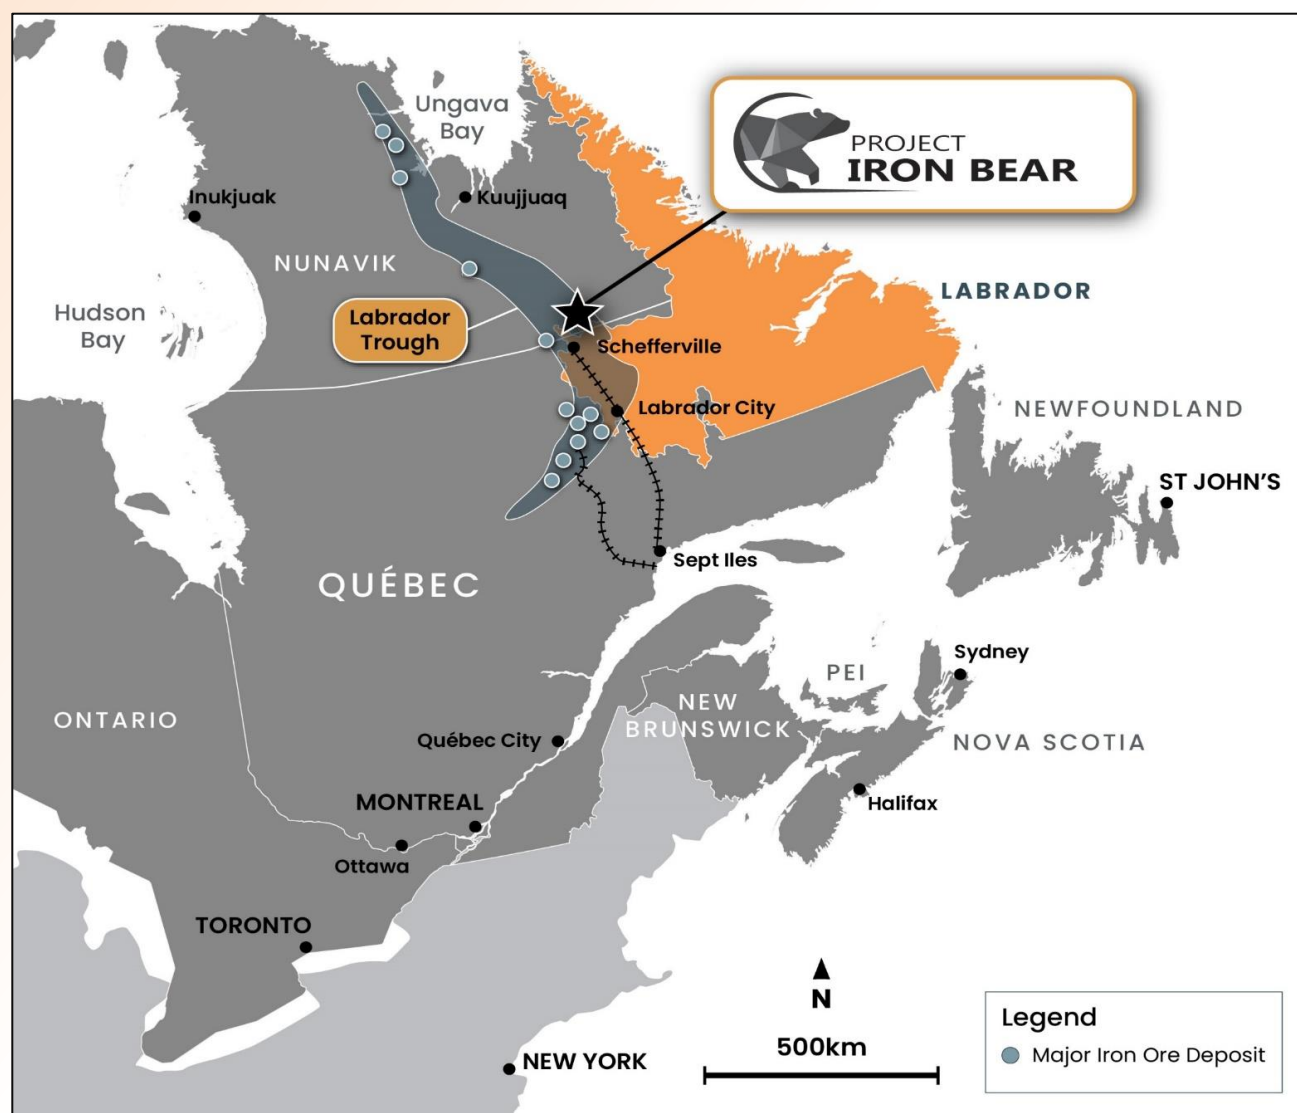 Ungava
Bay
PROJECT
IRON BEAR
Inukjuak
Kuujjuaq
NUNAVIK
LABRADOR
Hudson
Bay
Labrador
Trough
Schefferville
Labrador City
NEWFOUNDLAND
ST JOHN'S
Sept Iles
QUÉBEC
Sydney
PEI
NEW
BRUNSWICK
ONTARIO
Québec City
NOVA SCOTIA
MONTREAL
Halifax
Ottawa
TORONTO
N
500km
NEW YORK
Legend
Major Iron Ore Deposit